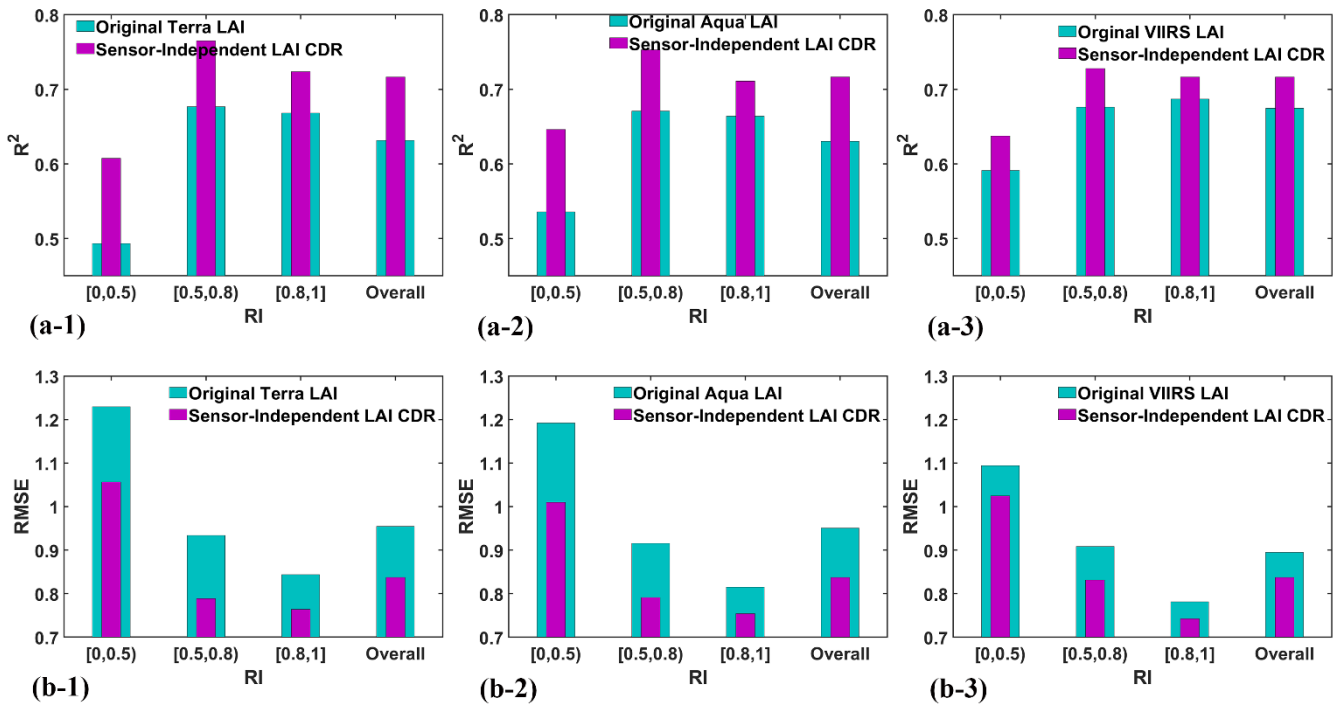 0.8
0.7
0.6
0.5
R²
Original Terra LAI
Sensor-Independent LAI CDR
[0,0.5) [0.5,0.8) [0.8,1] Overall
RI
(a-1)
0.8
0.7
0.6
0.5
R²
Original Aqua LAI
Sensor-Independent LAI CDR
[0,0.5) [0.5,0.8) [0.8,1] Overall
RI
(a-2)
0.8
0.7
0.6
0.5
R²
Orginal VIIRS LAI
Sensor-Independent LAI CDR
[0,0.5) [0.5,0.8) [0.8,1] Overall
RI
(a-3)
1.3
1.2
1.1
1
0.9
0.8
0.7
RMSE
Original Terra LAI
Sensor-Independent LAI CDR
[0,0.5) [0.5,0.8) [0.8,1] Overall
RI
(b-1)
1.3
1.2
1.1
1
0.9
0.8
0.7
RMSE
Original Aqua LAI
Sensor-Independent LAI CDR
[0,0.5) [0.5,0.8) [0.8,1] Overall
RI
(b-2)
1.3
1.2
1.1
1
0.9
0.8
0.7
RMSE
Original VIIRS LAI
Sensor-Independent LAI CDR
[0,0.5) [0.5,0.8) [0.8,1] Overall
RI
(b-3)